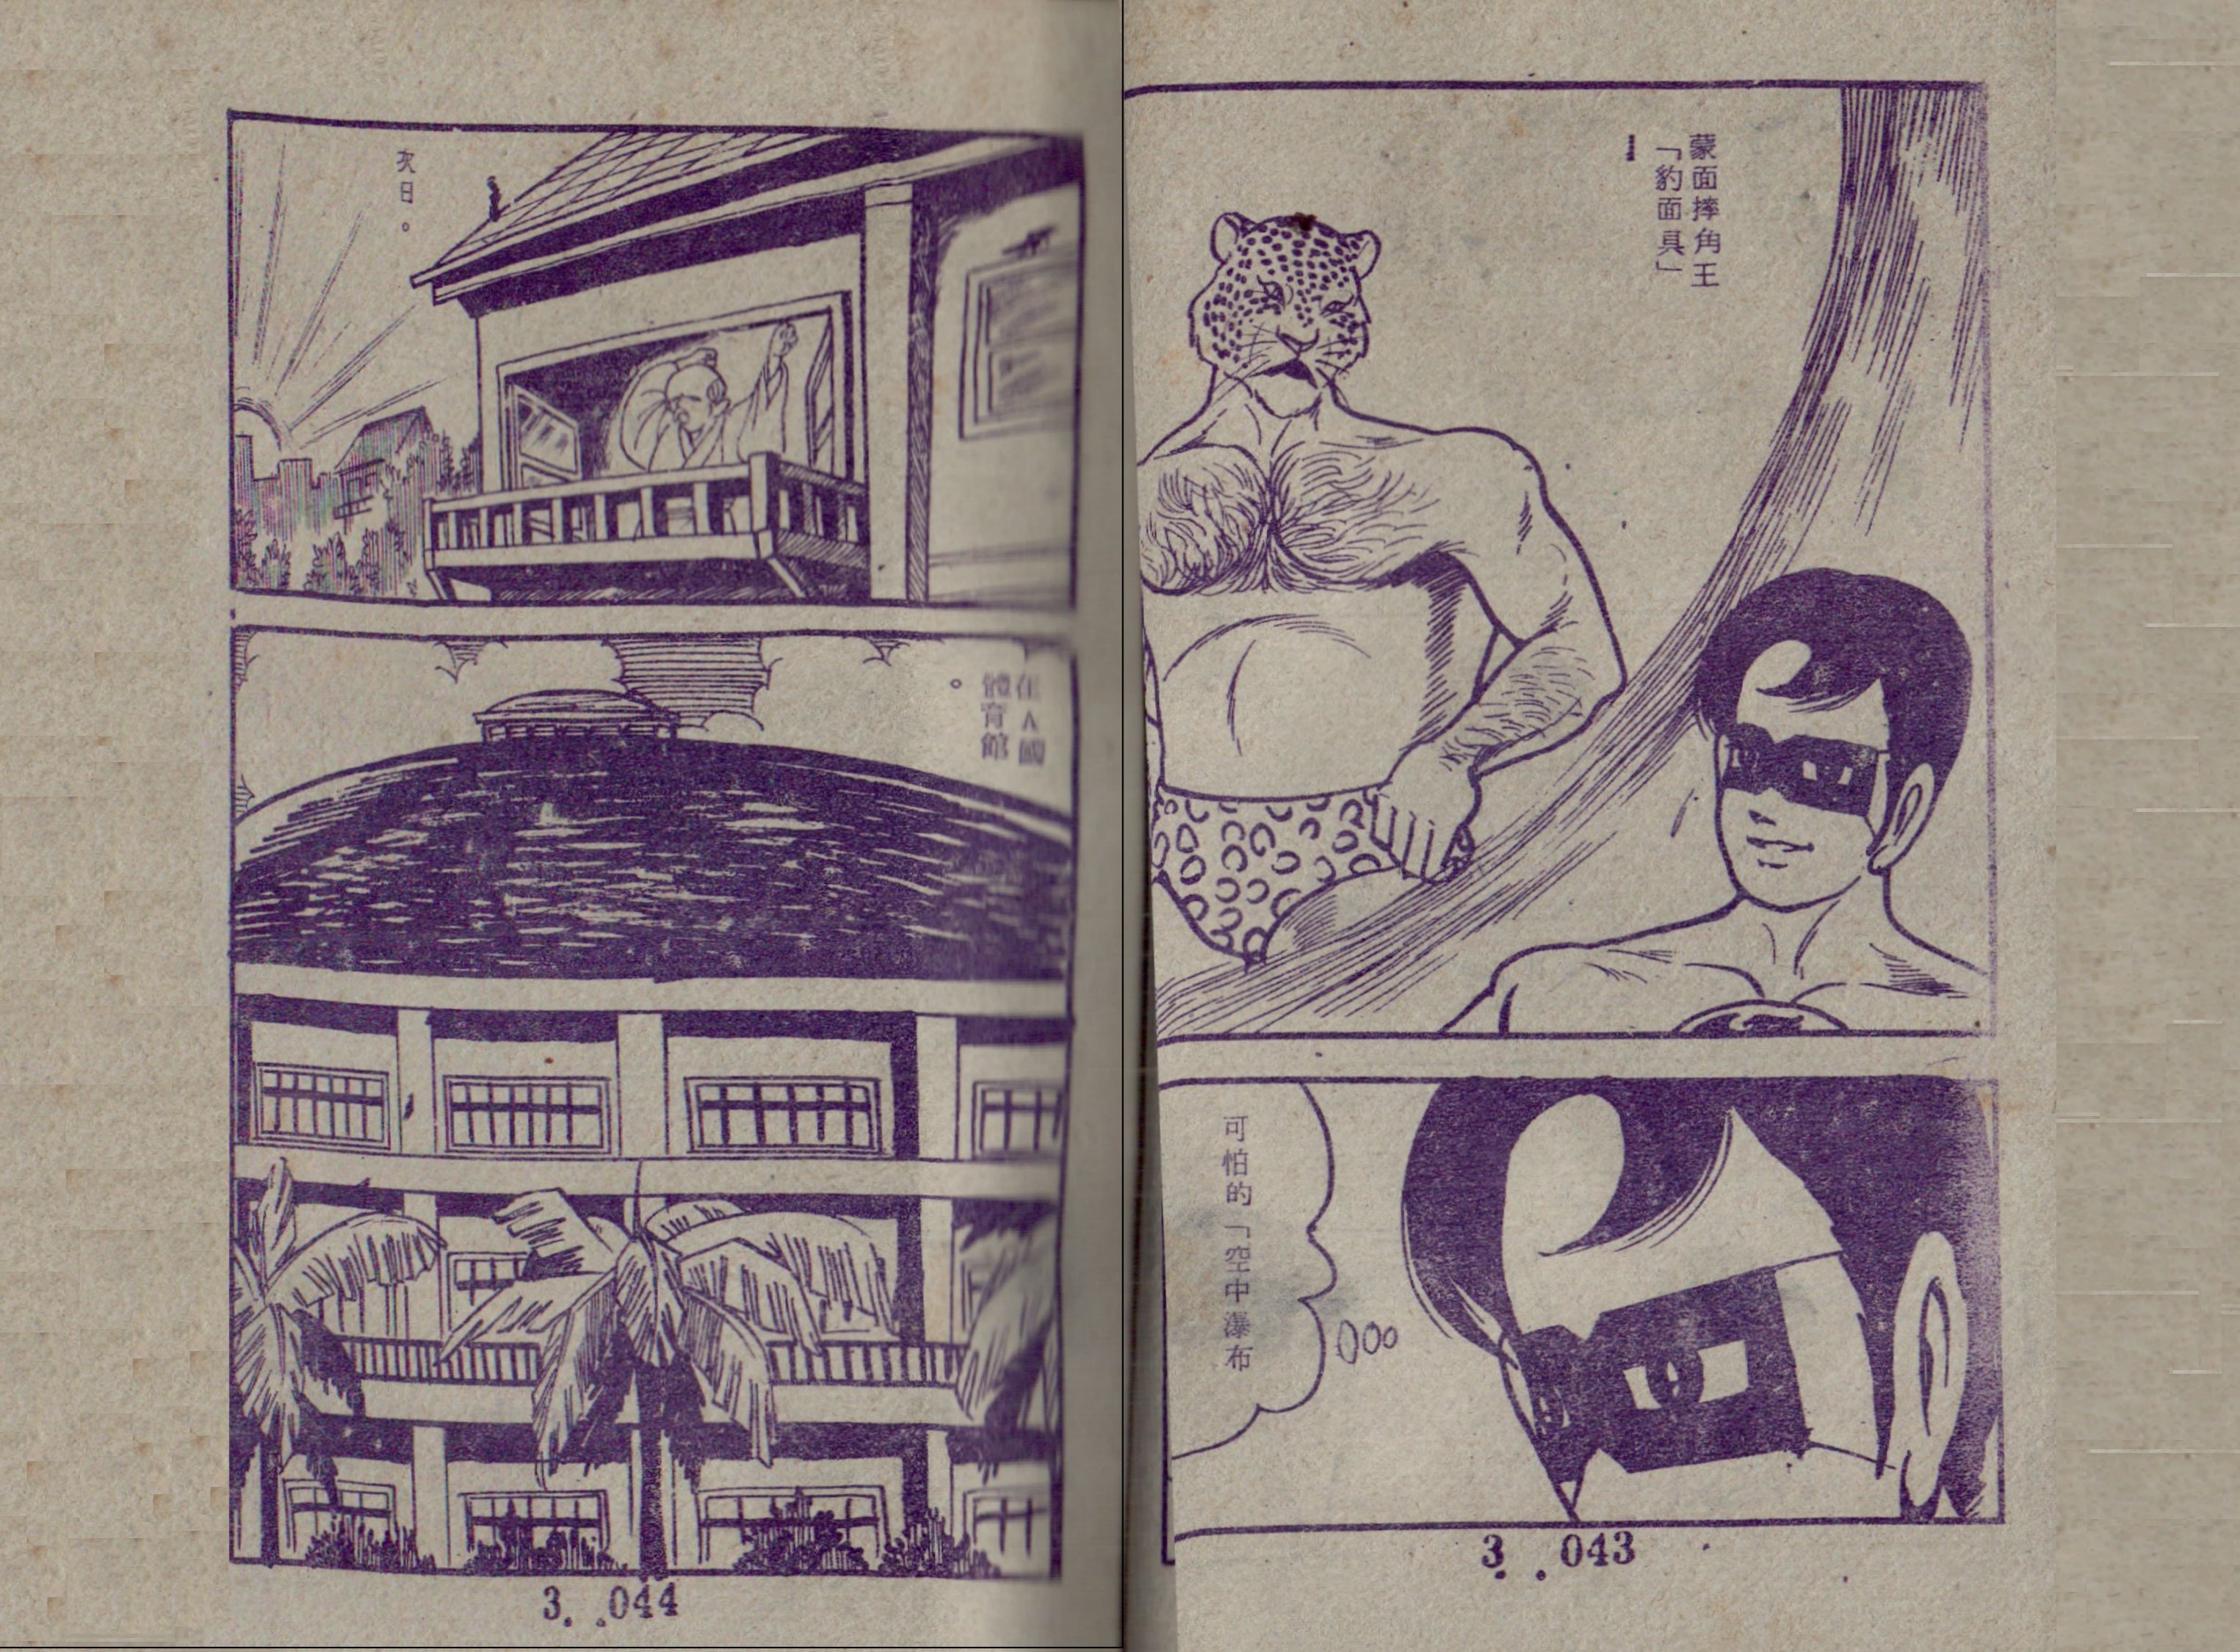 蒙面摔角王
「豹面具」
！
可怕的「空中瀑布
3. 043
次日。
在A國
體育館
。
3. .044